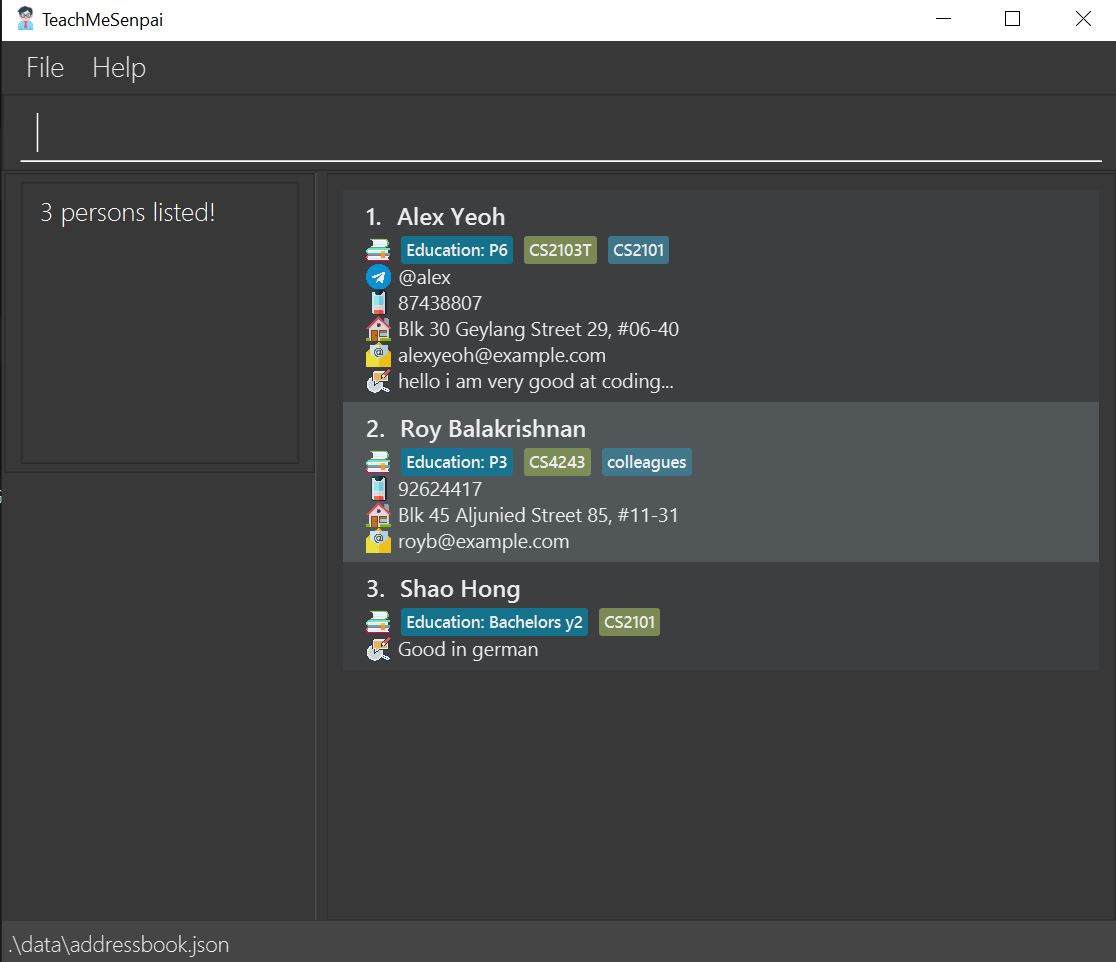 TeachMeSenpai
File Help
3 persons listed!
1. Alex Yeoh
Education: P6 CS2103T CS2101
@alex
87438807
Blk 30 Geylang Street 29, #06-40
alexyeoh@example.com
hello i am very good at coding...
2. Roy Balakrishnan
Education: P3 CS4243 colleagues
92624417
Blk 45 Aljunied Street 85, #11-31
royb@example.com
3. Shao Hong
Education: Bachelors y2 CS2101
Good in german
.\data\addressbook.json